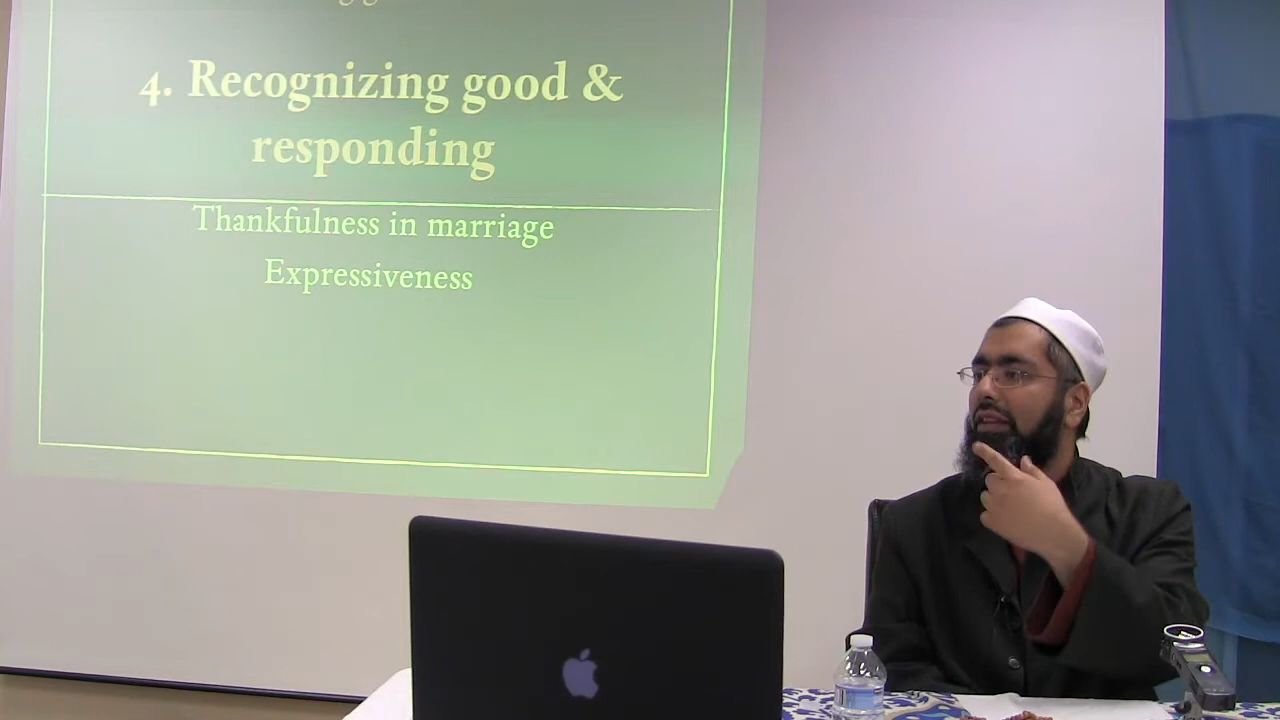 4. Recognizing good &
responding
Thankfulness in marriage
Expressiveness